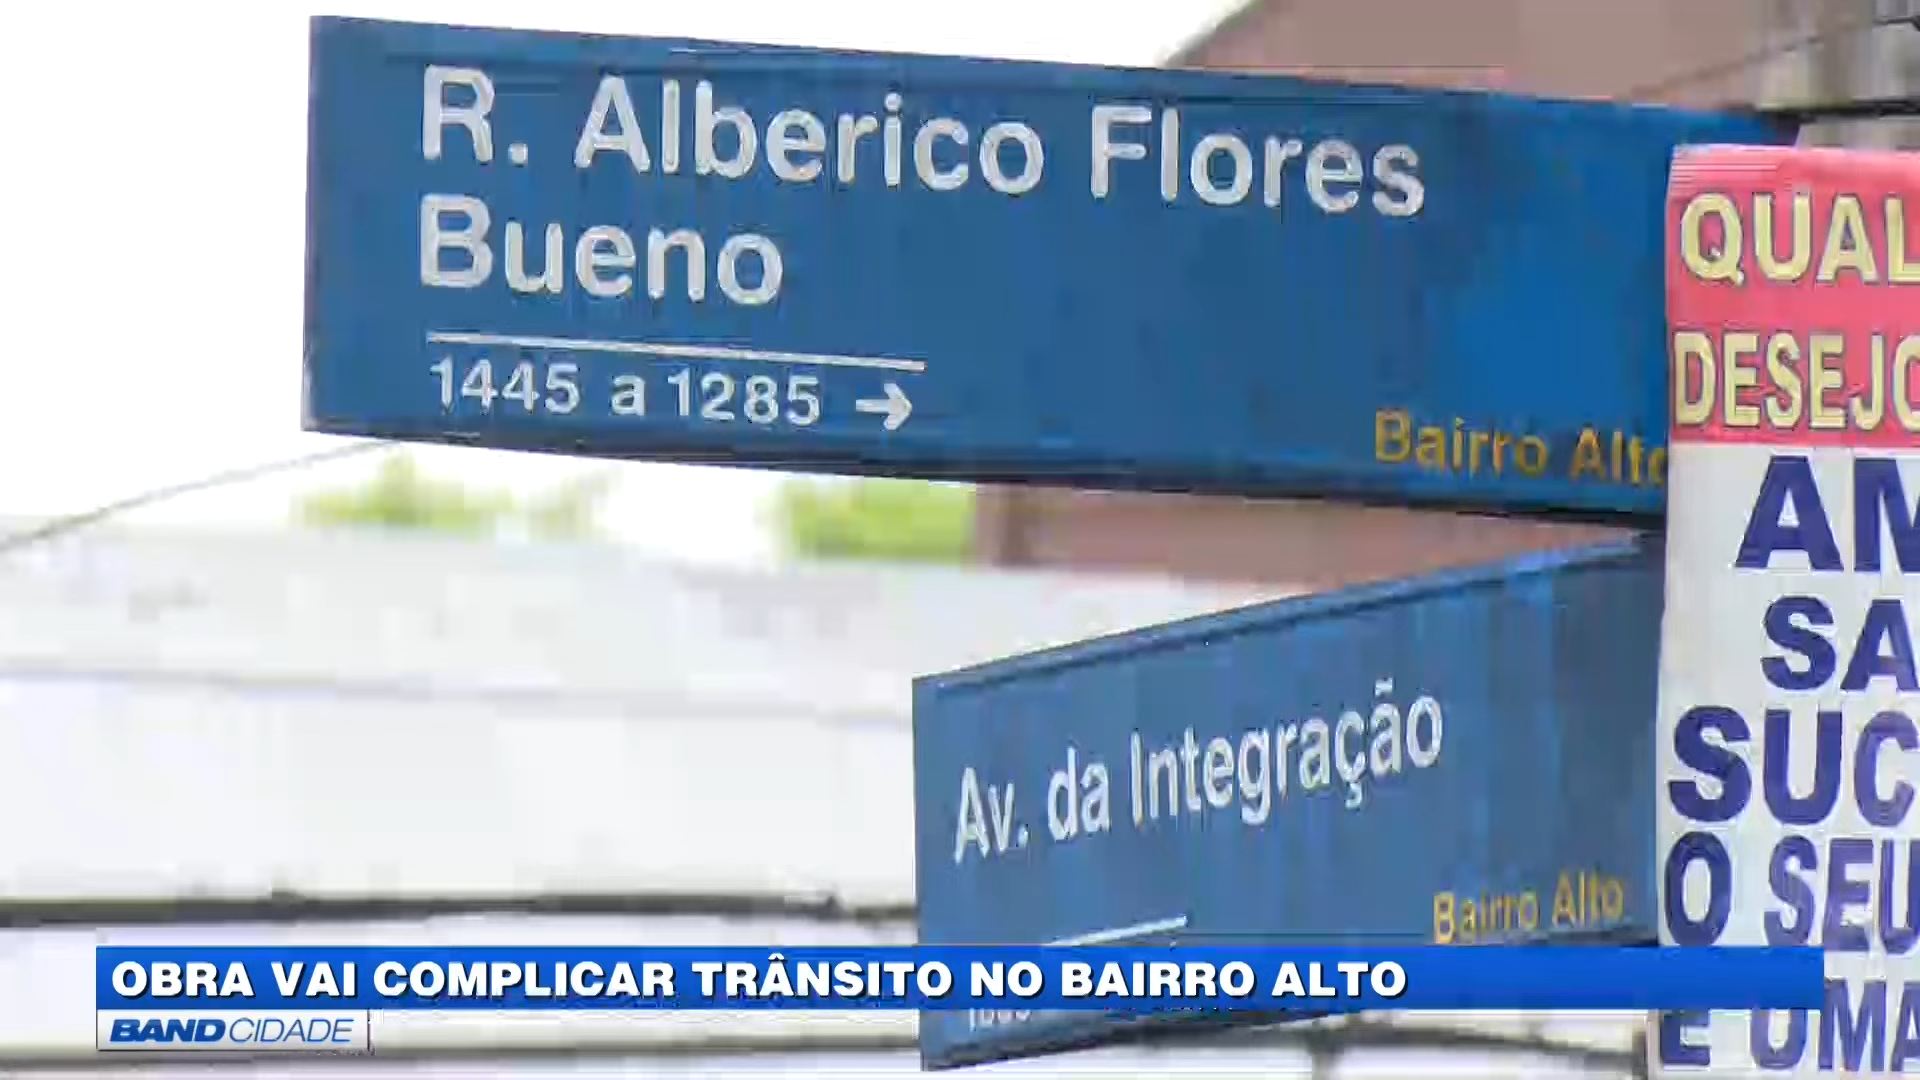 R. Alberico Flores
Bueno
1445 a 1285 →
Bairro Alto
Av. da Integração
Bairro Alto
QUAL
DESEJO
AM
SA
SUC
O SEU
E UMA
OBRA VAI COMPLICAR TRÂNSITO NO BAIRRO ALTO
BAND CIDADE